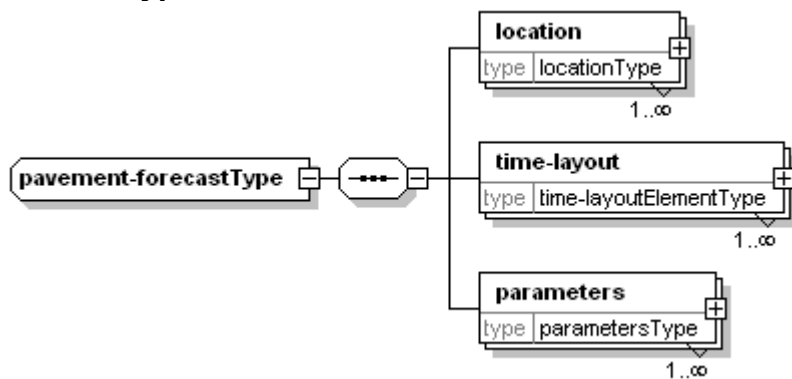 location
type locationType
1..∞
pavement-forecastType
time-layout
type time-layoutElementType
1..∞
parameters
type parametersType
1..∞